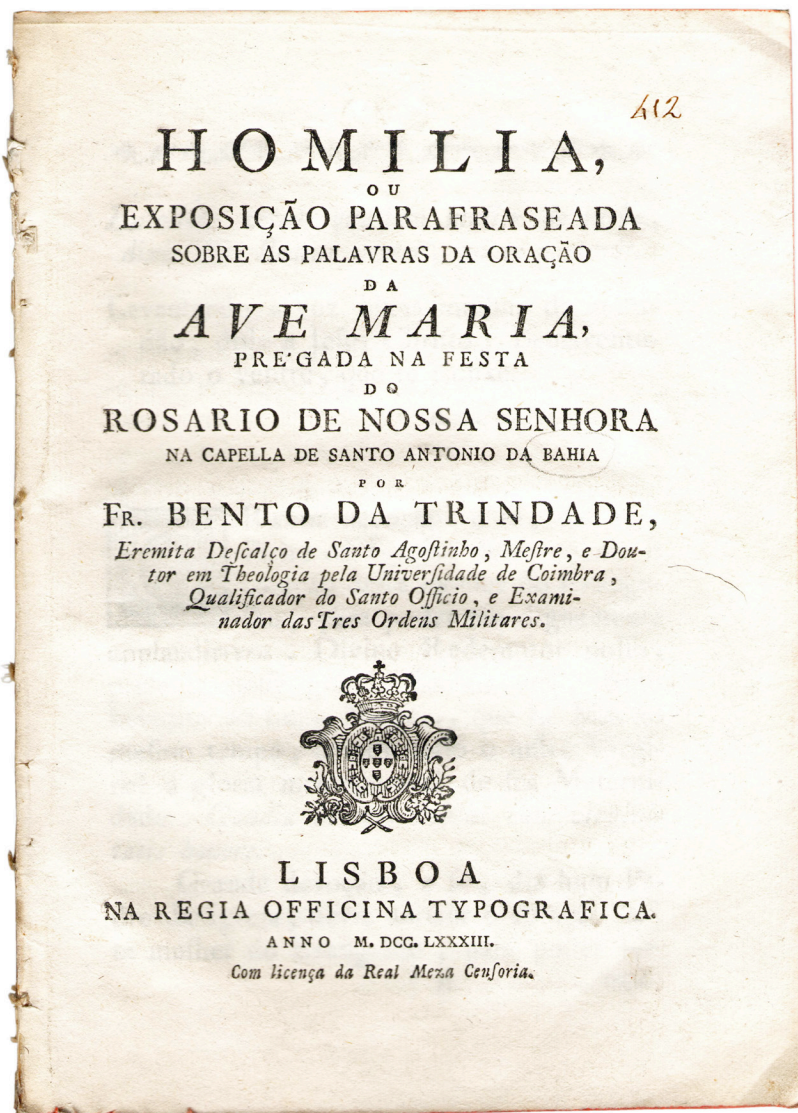 412
HOMILIA,
OU
EXPOSIÇÃO PARAFRASEADA
SOBRE AS PALAVRAS DA ORAÇÃO
DA
AVE MARIA,
PRE'GADA NA FESTA
DO
ROSARIO DE NOSSA SENHORA
NA CAPELLA DE SANTO ANTONIO DA BAHIA
POR
FR. BENTO DA TRINDADE,
Eremita Deſcalço de Santo Agoſtinho, Meſtre, e Dou-
tor em Theologia pela Univerſidade de Coimbra,
Qualificador do Santo Officio, e Exami-
nador das Tres Ordens Militares.
LISBOA
NA REGIA OFFICINA TYPOGRAFICA.
ANNO M. DCC. LXXXIII.
Com licença da Real Meza Cenſoria.